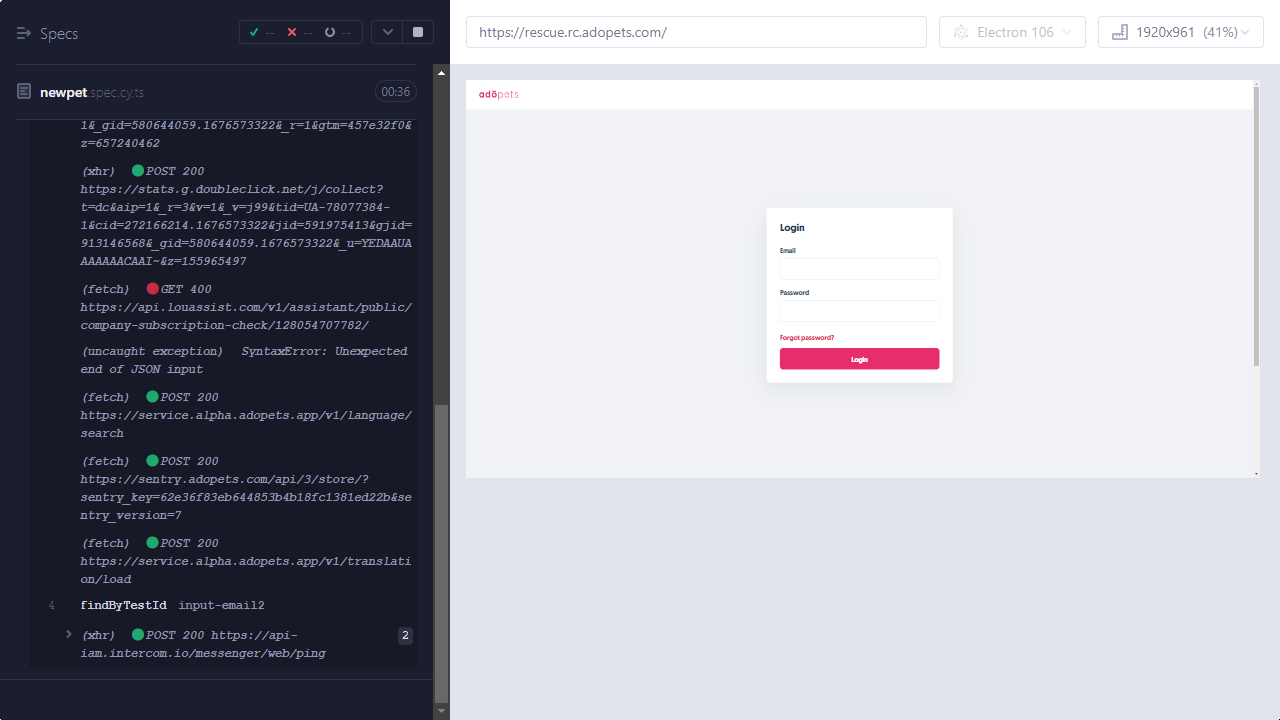 Specs
--
--
--
newpet.spec.cy.ts
00:36
1&_gid=580644059.1676573322&_r=1&gtm=457e32f0&
z=657240462
(xhr) POST 200
https://stats.g.doubleclick.net/j/collect?
t=dc&aip=1&_r=3&v=1&_v=j99&tid=UA-78077384-
1&cid=272166214.1676573322&jid=591975413&gjid=
913146568&_gid=580644059.1676573322&_u=YEDAAUA
AAAAAACAAI~&z=155965497
(fetch) GET 400
https://api.louassist.com/v1/assistant/public/
company-subscription-check/128054707782/
(uncaught exception) SyntaxError: Unexpected
end of JSON input
(fetch) POST 200
https://service.alpha.adopets.app/v1/language/
search
(fetch) POST 200
https://sentry.adopets.com/api/3/store/?
sentry_key=62e36f83eb644853b4b18fc1381ed22b&se
ntry_version=7
(fetch) POST 200
https://service.alpha.adopets.app/v1/translati
on/load
4 findByTestId input-email2
(xhr) POST 200 https://api-
iam.intercom.io/messenger/web/ping
2
https://rescue.rc.adopets.com/
Electron 106
1920x961 (41%)
adōpets
Login
Email
Password
Forgot password?
Login